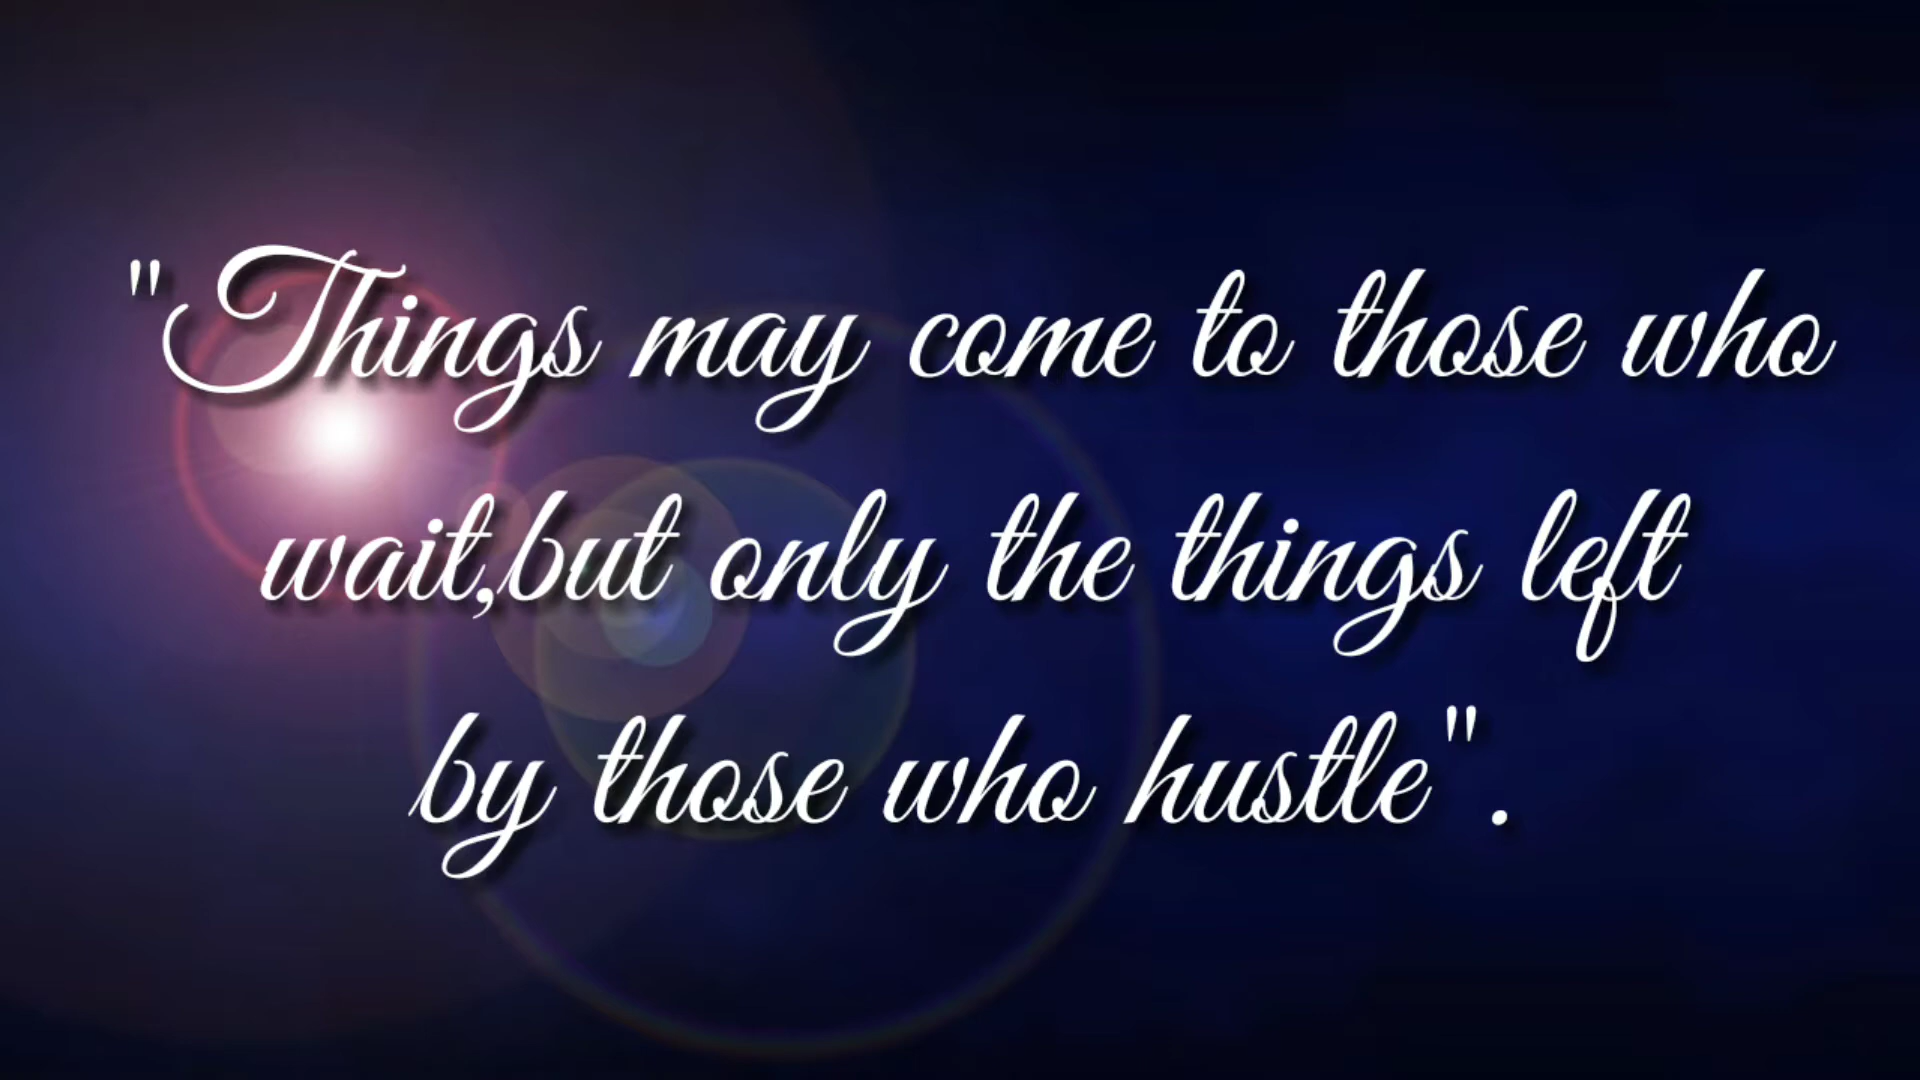 "Things may come to those who
wait,but only the things left
by those who hustle".